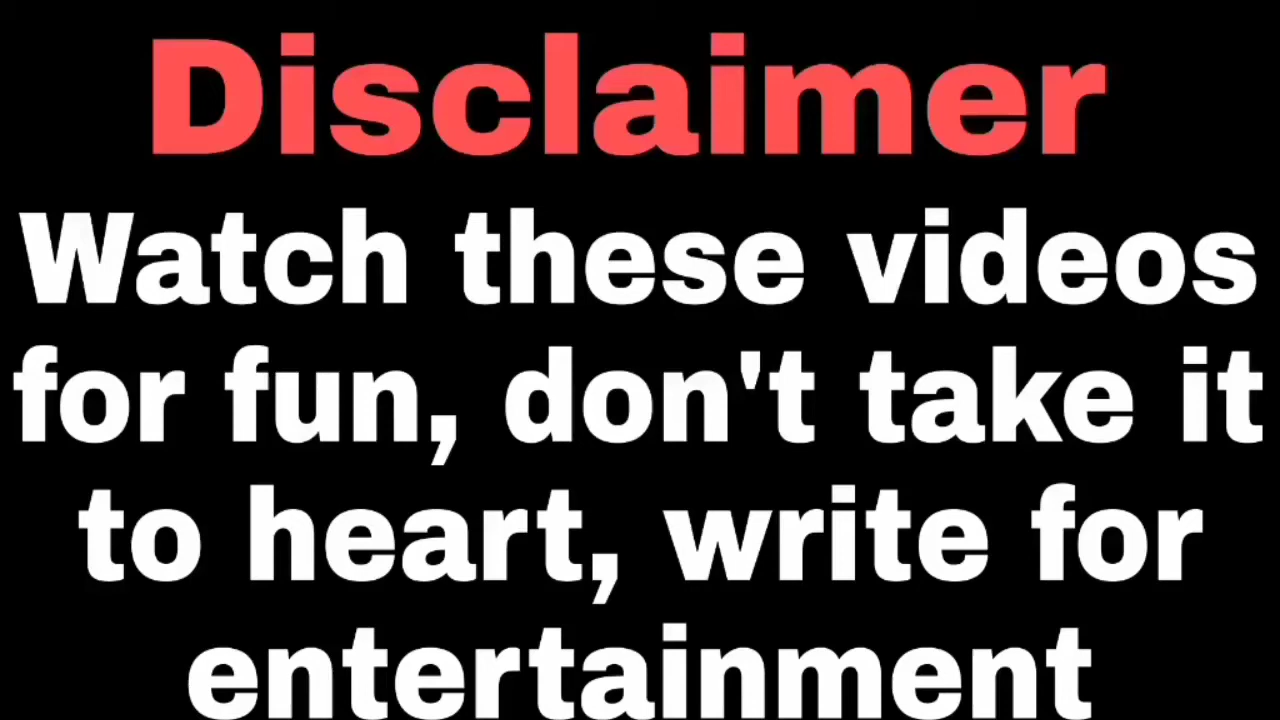 Disclaimer
Watch these videos
for fun, don't take it
to heart, write for
entertainment